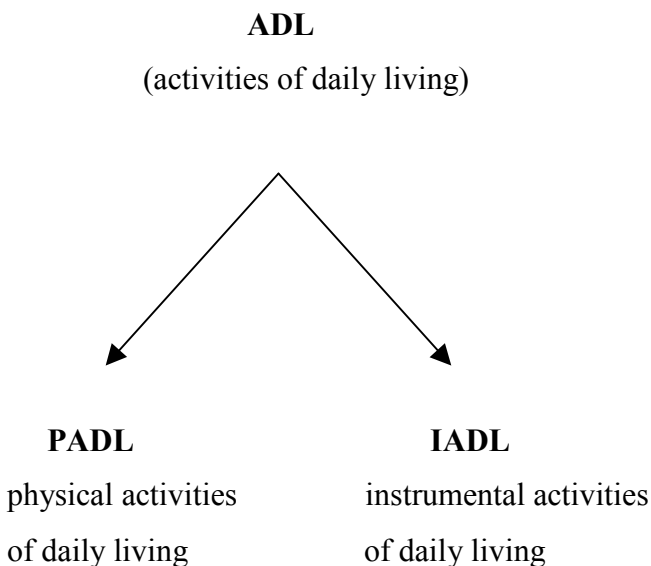 ADL
(activities of daily living)
PADL
physical activities
of daily living
IADL
instrumental activities
of daily living